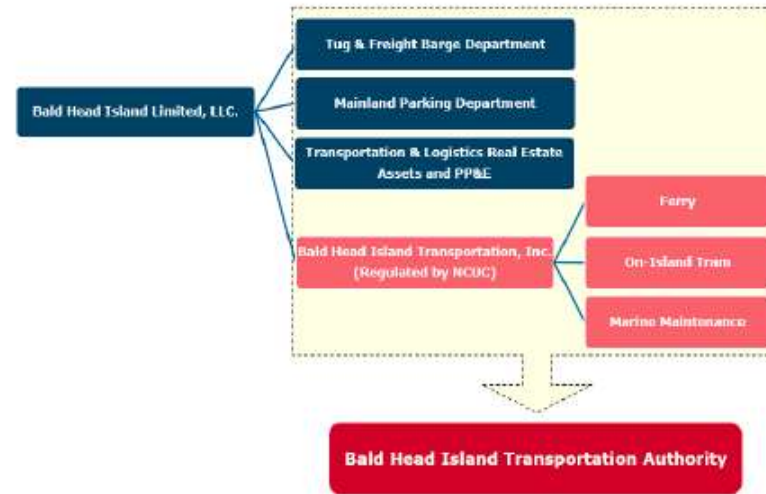 Tug & Freight Barge Department
Bald Head Island Limited, LLC.
Mainland Parking Department
Transportation & Logistics Real Estate
Assets and PP&E
Ferry
Bald Head Island Transportation, Inc.
(Regulated by NCUC)
On-Island Tram
Marine Maintenance
Bald Head Island Transportation Authority